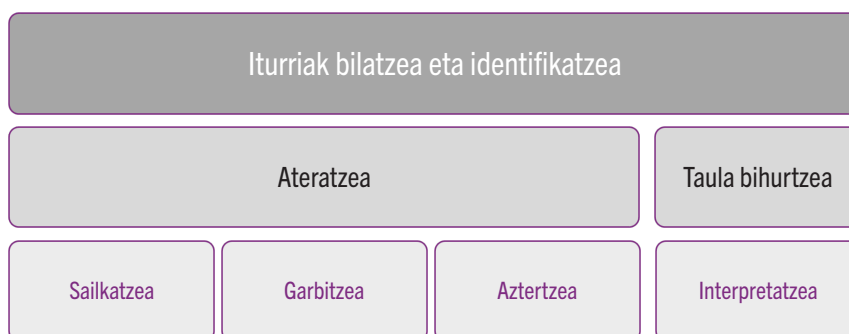 Iturriak bilatzea eta identifikatzea
Ateratzea
Taula bihurtzea
Sailkatzea
Garbitzea
Aztertzea
Interpretatzea